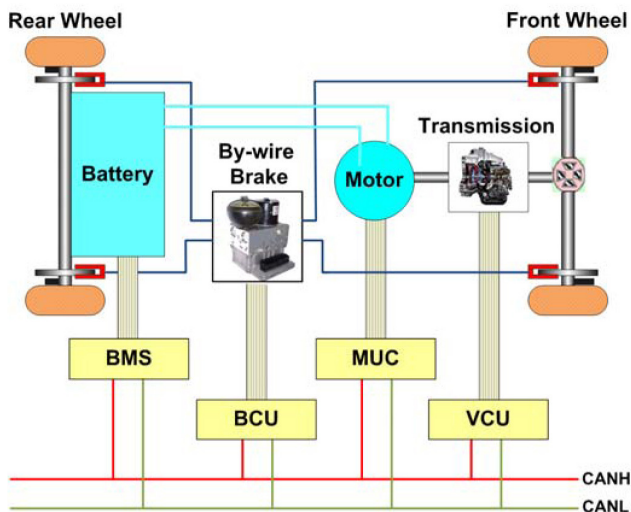 Rear Wheel
Front Wheel
Transmission
By-wire
Brake
Battery
Motor
BMS
MUC
BCU
VCU
CANH
CANL